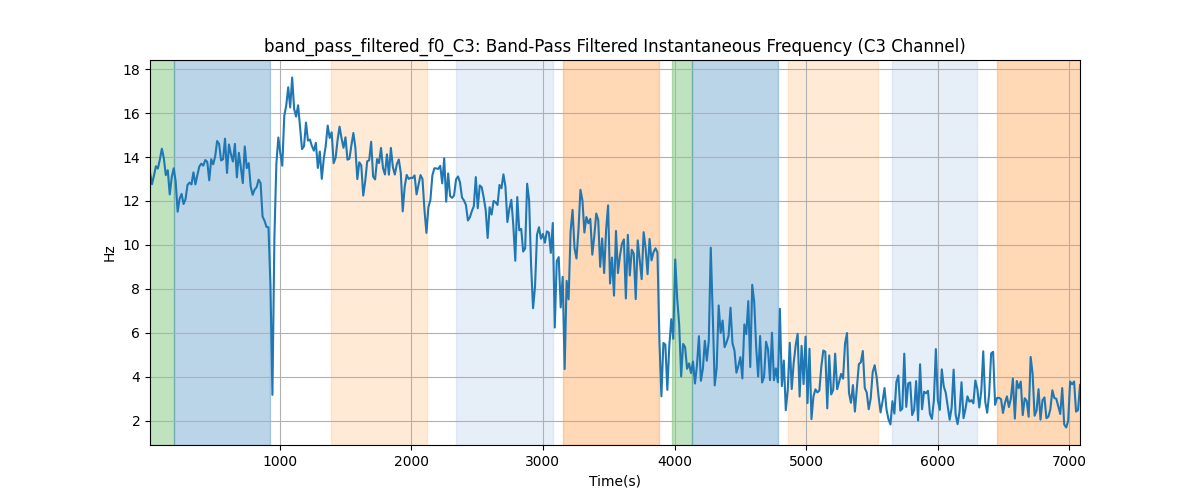 band_pass_filtered_f0_C3: Band-Pass Filtered Instantaneous Frequency (C3 Channel)
18
16
14
12
10
8
6
4
2
Hz
1000 2000 3000 4000 5000 6000 7000
Time(s)